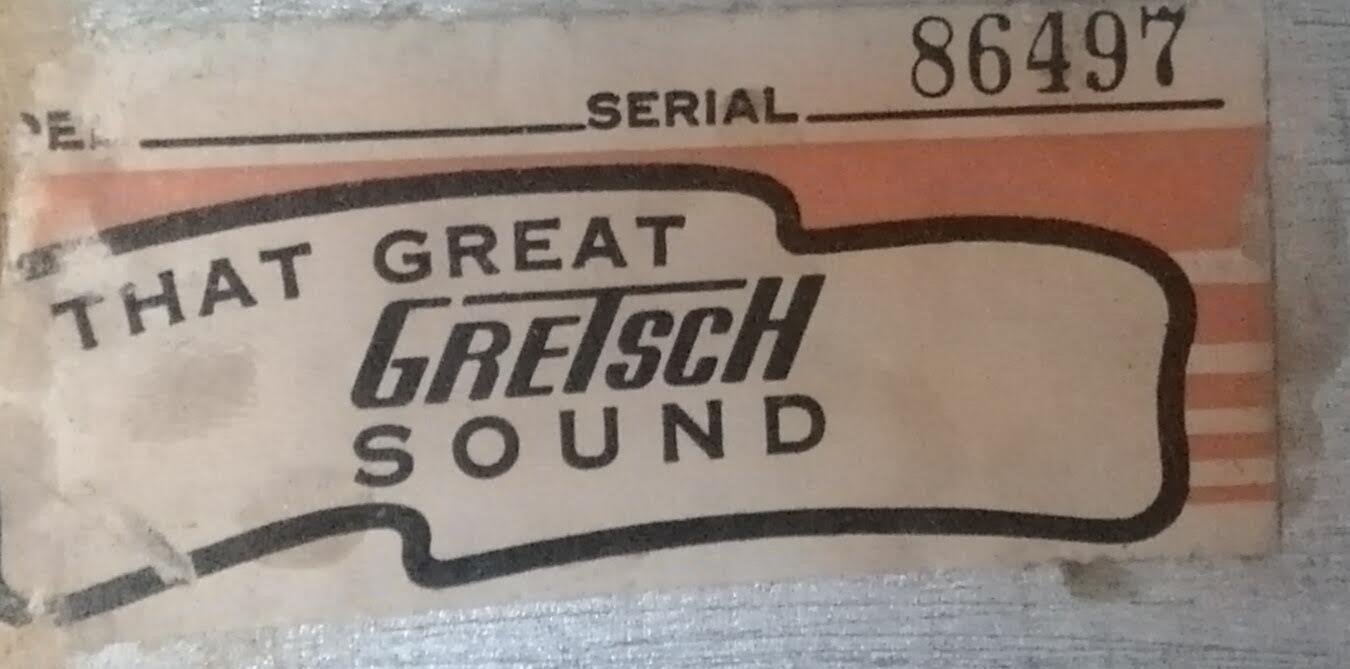 SERIAL 86497
THAT GREAT
GRETSCH
SOUND